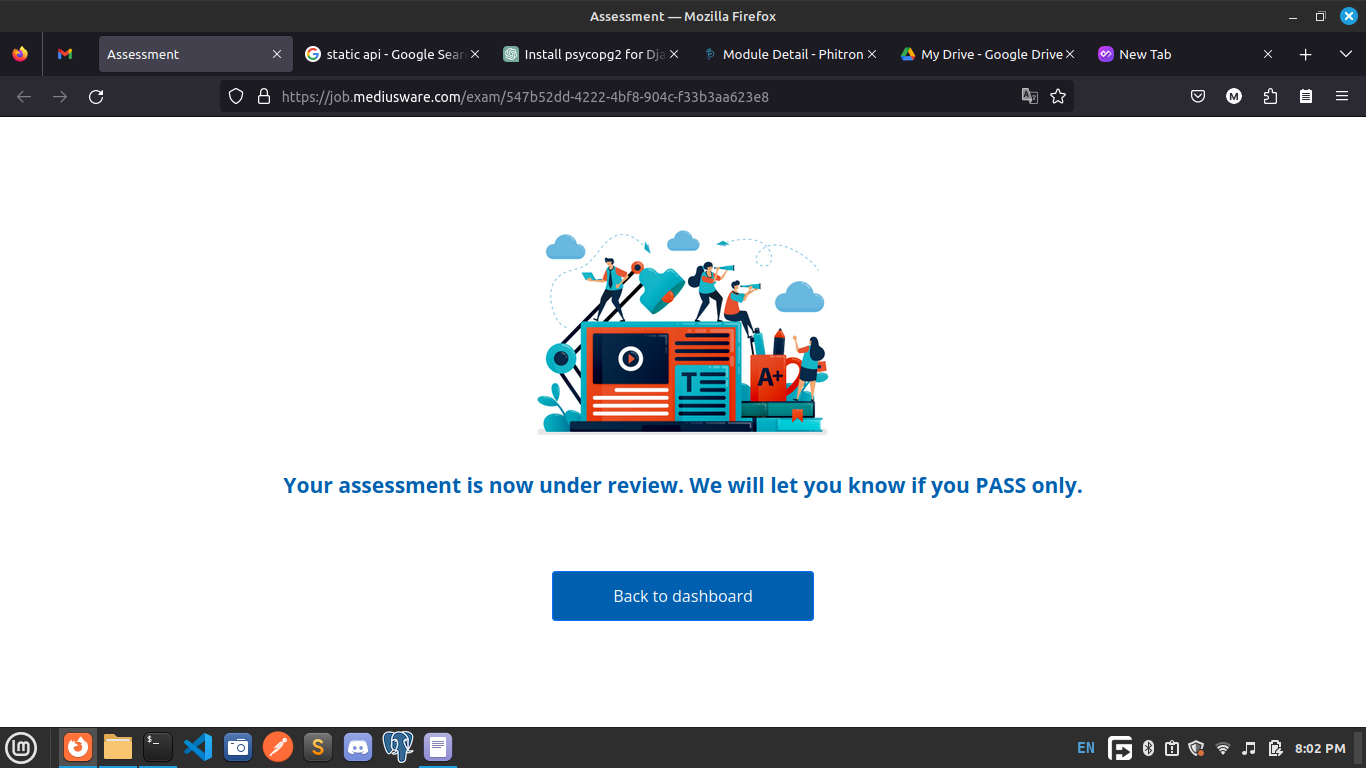 Assessment — Mozilla Firefox
Assessment
static api - Google Sear
Install psycopg2 for Dja
Module Detail - Phitron
My Drive - Google Drive
New Tab
https://job.mediusware.com/exam/547b52dd-4222-4bf8-904c-f33b3aa623e8
M
T
A+
Your assessment is now under review. We will let you know if you PASS only.
Back to dashboard
$_
S
EN
8:02 PM